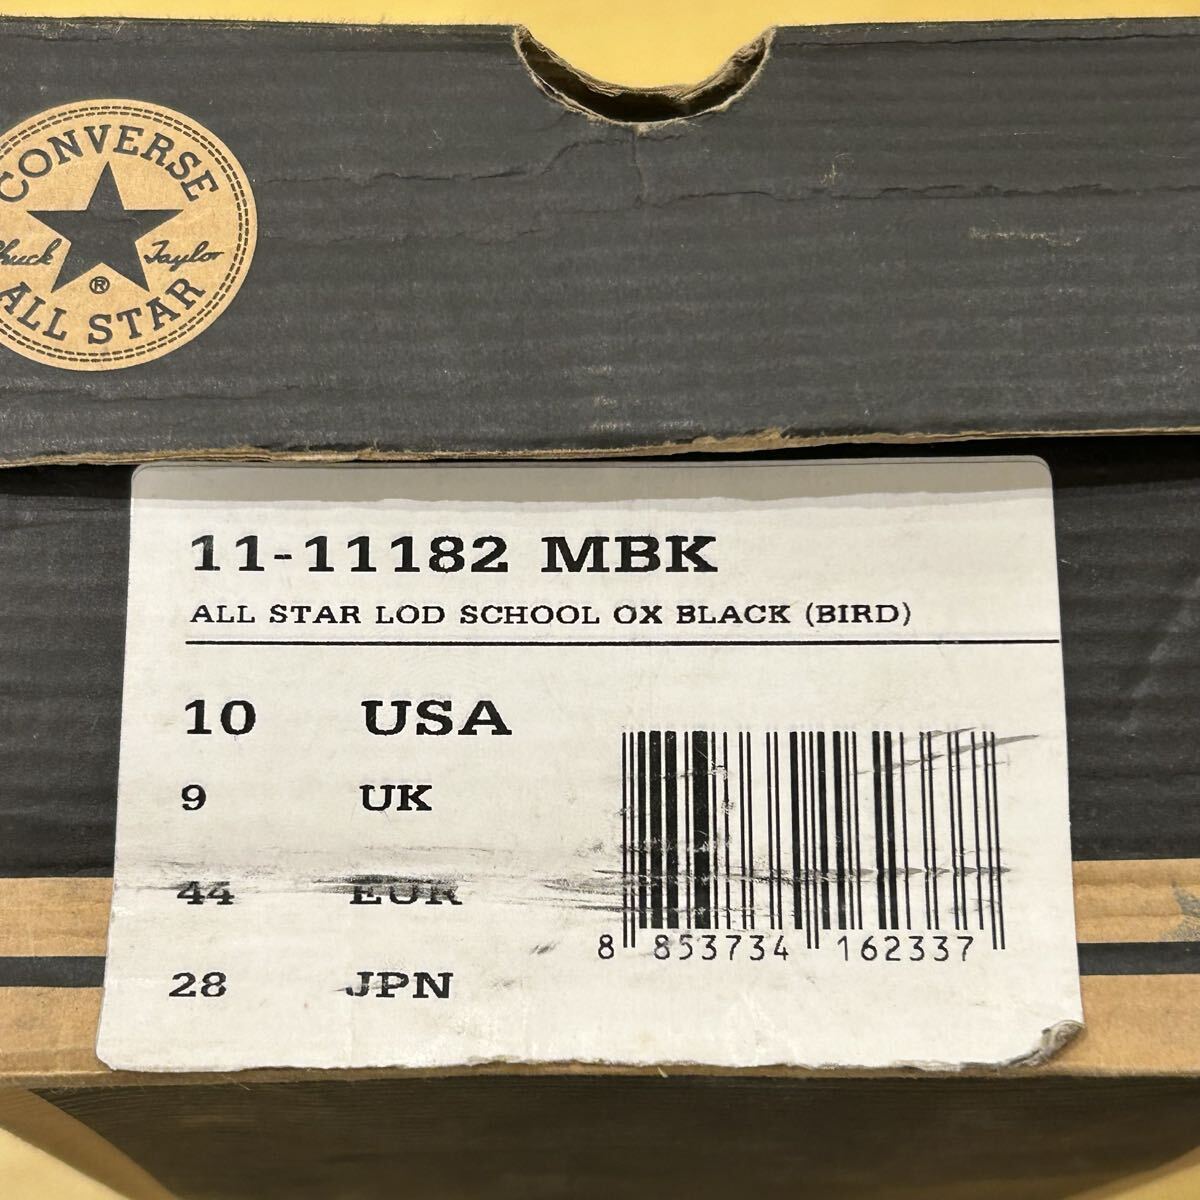 CONVERSE
Chuck Taylor
®
ALL STAR
11-11182 MBK
ALL STAR LOD SCHOOL OX BLACK (BIRD)
10 USA
9 UK
44 EUR
28 JPN
8 853734 162337